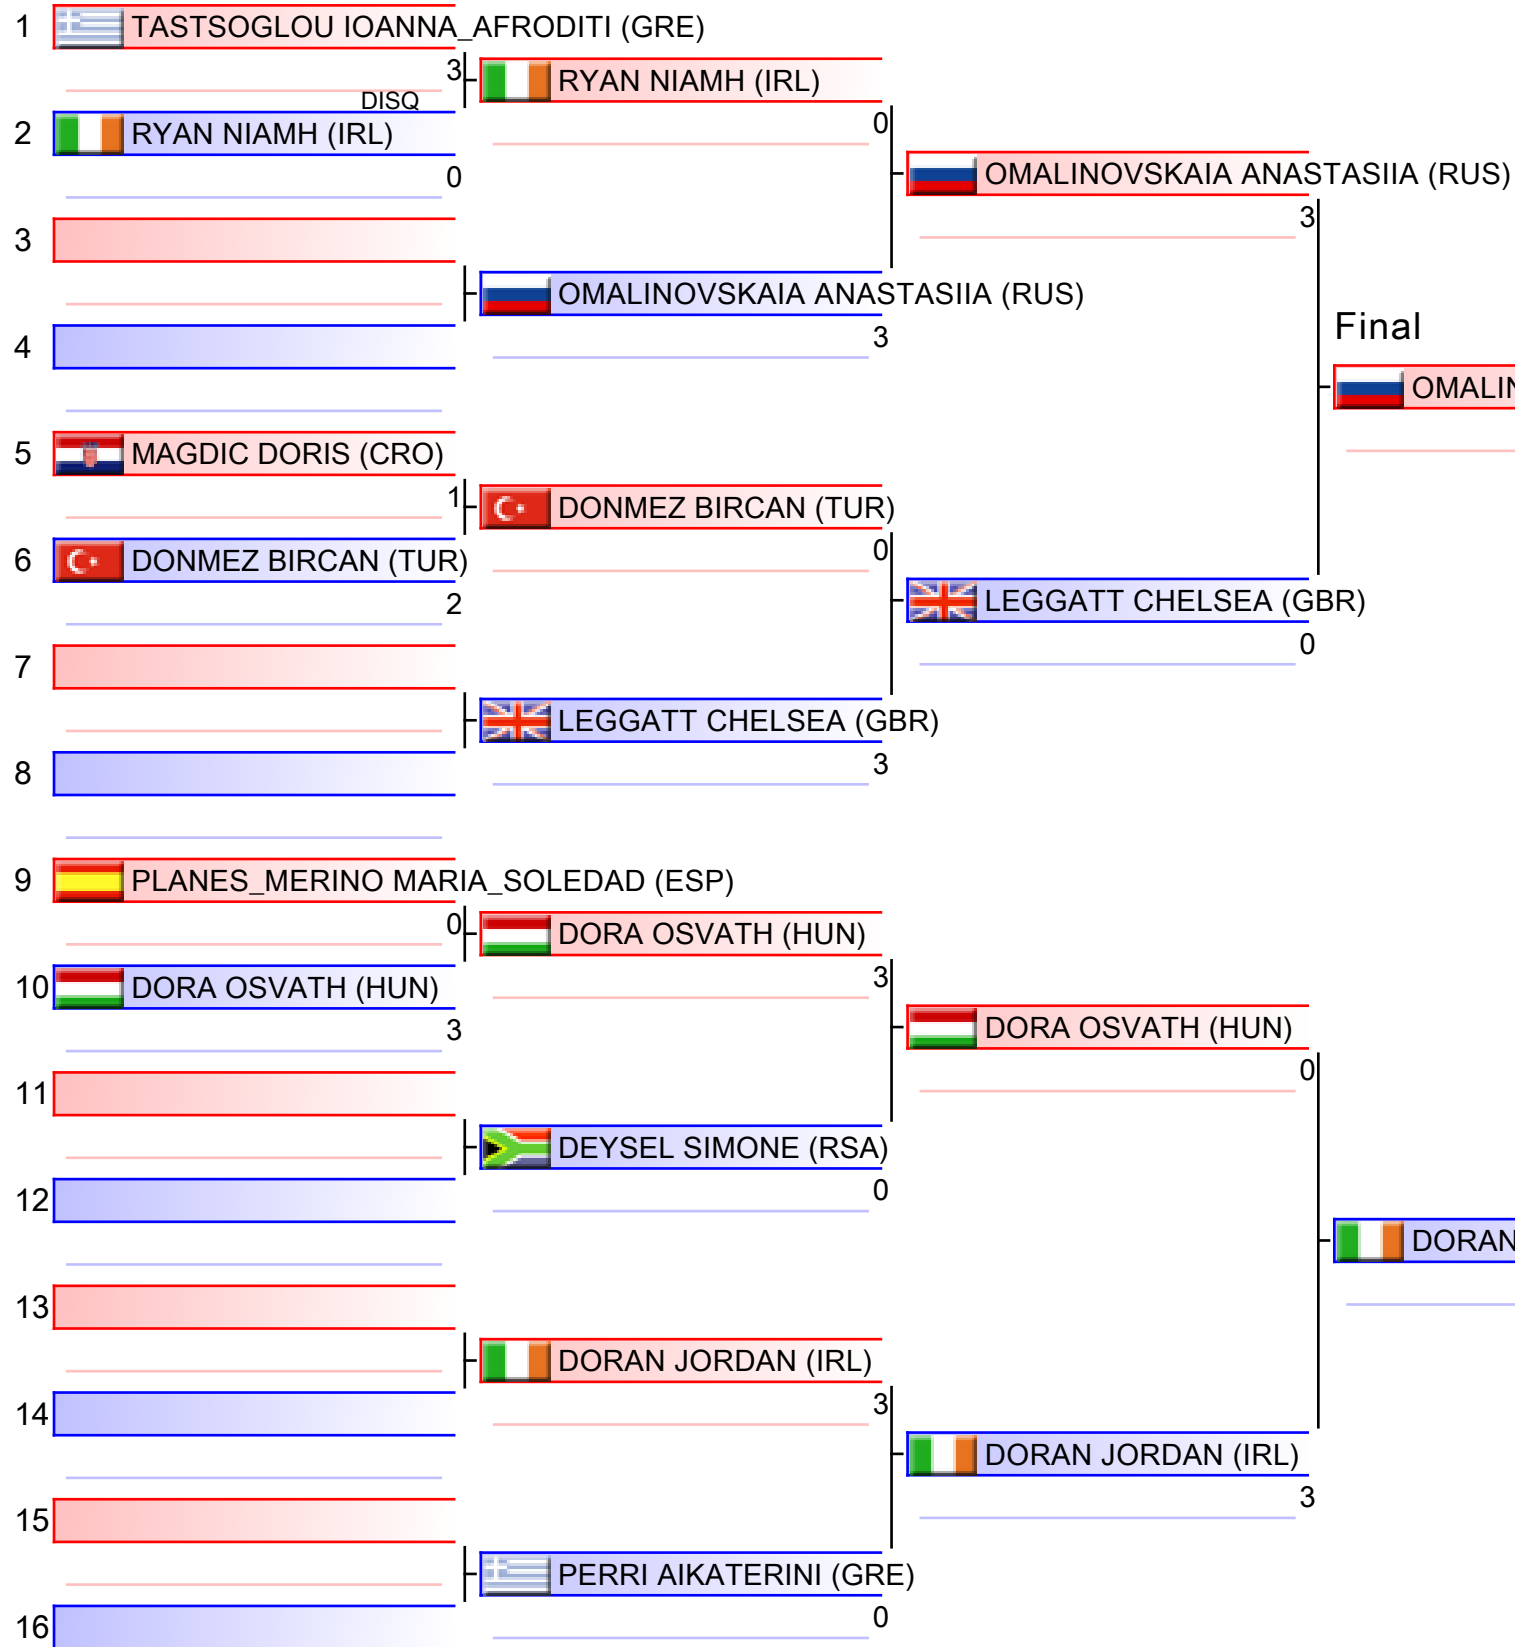 1 TASTSOGLOU IOANNA_AFRODITI (GRE)
3
RYAN NIAMH (IRL)
DISQ
0
2 RYAN NIAMH (IRL)
0
OMALINOVSKAIA ANASTASIIA (RUS)
3
3
OMALINOVSKAIA ANASTASIIA (RUS)
3
4
Final
OMALIN
5 MAGDIC DORIS (CRO)
1
DONMEZ BIRCAN (TUR)
0
6 DONMEZ BIRCAN (TUR)
2
LEGGATT CHELSEA (GBR)
0
7
LEGGATT CHELSEA (GBR)
3
8
9 PLANES_MERINO MARIA_SOLEDAD (ESP)
0
DORA OSVATH (HUN)
3
10 DORA OSVATH (HUN)
3
DORA OSVATH (HUN)
0
11
DEYSEL SIMONE (RSA)
0
12
DORAN
13
DORAN JORDAN (IRL)
3
14
DORAN JORDAN (IRL)
3
15
PERRI AIKATERINI (GRE)
0
16